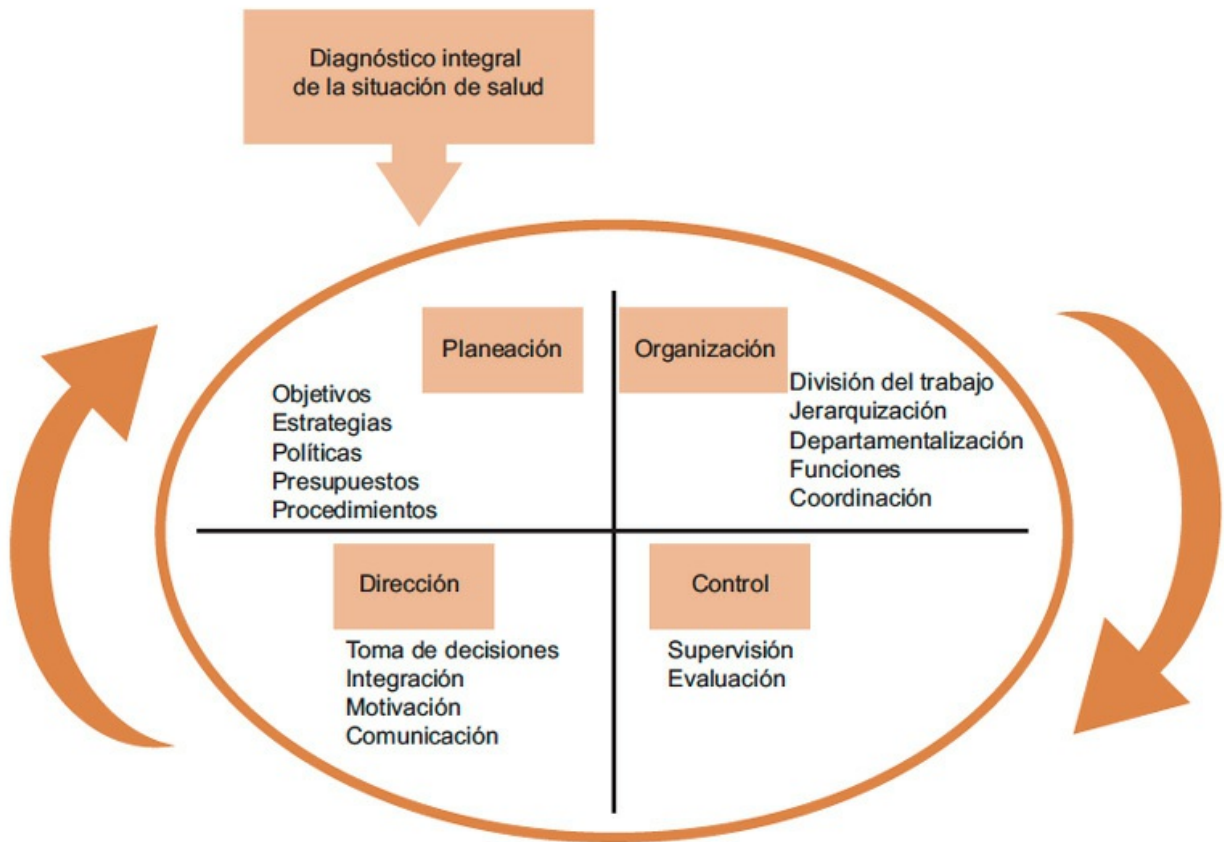 Diagnóstico integral
de la situación de salud
Planeación
Objetivos
Estrategias
Políticas
Presupuestos
Procedimientos
Organización
División del trabajo
Jerarquización
Departamentalización
Funciones
Coordinación
Dirección
Toma de decisiones
Integración
Motivación
Comunicación
Control
Supervisión
Evaluación